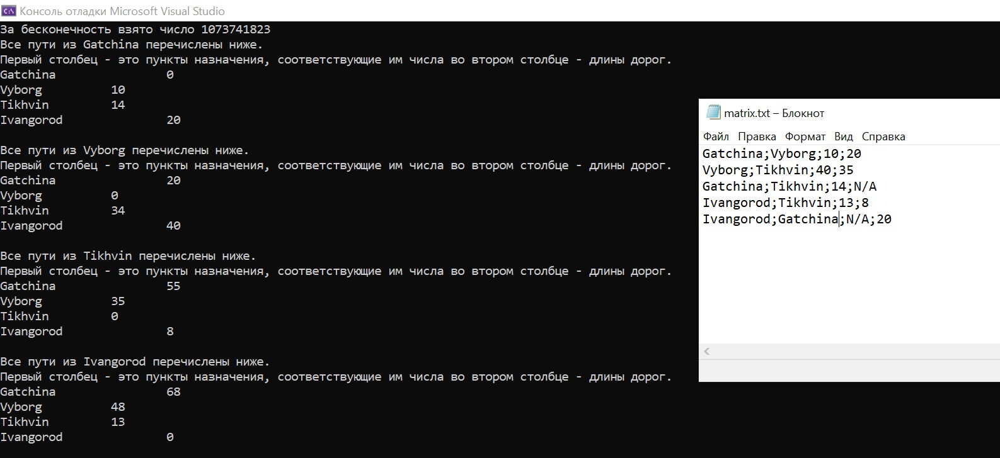 Консоль отладки Microsoft Visual Studio
За бесконечность взято число 1073741823
Все пути из Gatchina перечислены ниже.
Первый столбец - это пункты назначения, соответствующие им числа во втором столбце - длины дорог.
Gatchina 0
Vyborg 10
Tikhvin 14
Ivangorod 20
Все пути из Vyborg перечислены ниже.
Первый столбец - это пункты назначения, соответствующие им числа во втором столбце - длины дорог.
Gatchina 20
Vyborg 0
Tikhvin 34
Ivangorod 40
Все пути из Tikhvin перечислены ниже.
Первый столбец - это пункты назначения, соответствующие им числа во втором столбце - длины дорог.
Gatchina 55
Vyborg 35
Tikhvin 0
Ivangorod 8
Все пути из Ivangorod перечислены ниже.
Первый столбец - это пункты назначения, соответствующие им числа во втором столбце - длины дорог.
Gatchina 68
Vyborg 48
Tikhvin 13
Ivangorod 0
matrix.txt – Блокнот
Файл Правка Формат Вид Справка
Gatchina;Vyborg;10;20
Vyborg;Tikhvin;40;35
Gatchina;Tikhvin;14;N/A
Ivangorod;Tikhvin;13;8
Ivangorod;Gatchina;N/A;20